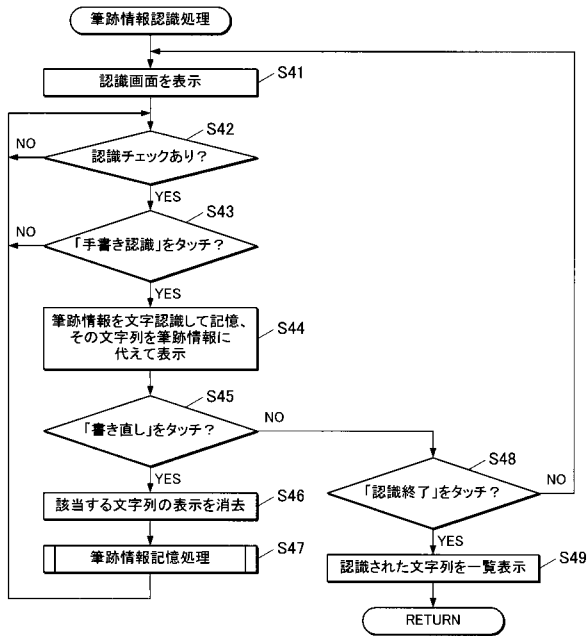 筆跡情報認識処理
認識画面を表示
S41
認識チェックあり？
S42
NO
YES
「手書き認識」をタッチ？
S43
NO
YES
筆跡情報を文字認識して記憶、
その文字列を筆跡情報に
代えて表示
S44
「書き直し」をタッチ？
S45
NO
YES
該当する文字列の表示を消去
S46
筆跡情報記憶処理
S47
「認識終了」をタッチ？
S48
NO
YES
認識された文字列を一覧表示
S49
RETURN